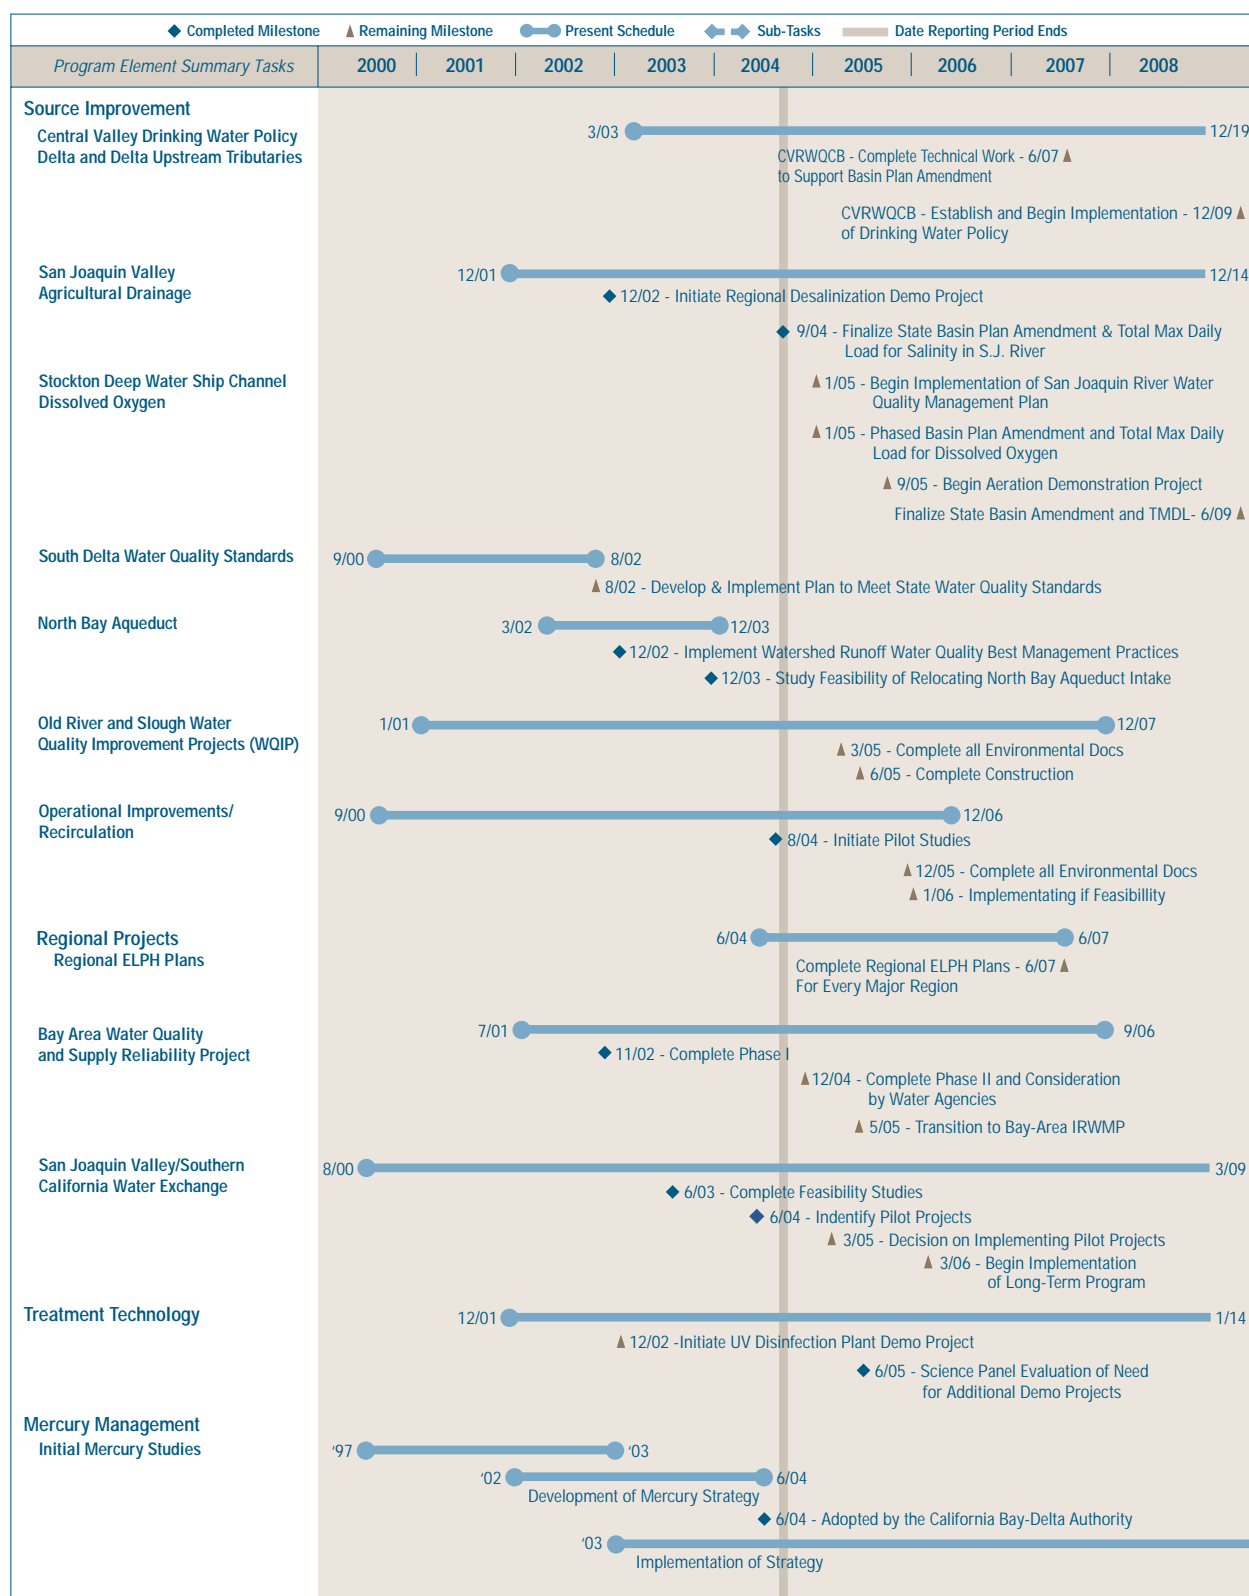 Completed Milestone Remaining Milestone Present Schedule Sub-Tasks Date Reporting Period Ends
Program Element Summary Tasks 2000 2001 2002 2003 2004 2005 2006 2007 2008
Source Improvement
Central Valley Drinking Water Policy
Delta and Delta Upstream Tributaries
3/03 12/19
CVRWQCB - Complete Technical Work - 6/07
to Support Basin Plan Amendment
CVRWQCB - Establish and Begin Implementation - 12/09
of Drinking Water Policy
San Joaquin Valley
Agricultural Drainage
12/01 12/14
12/02 - Initiate Regional Desalinization Demo Project
9/04 - Finalize State Basin Plan Amendment & Total Max Daily
Load for Salinity in S.J. River
Stockton Deep Water Ship Channel
Dissolved Oxygen
1/05 - Begin Implementation of San Joaquin River Water
Quality Management Plan
1/05 - Phased Basin Plan Amendment and Total Max Daily
Load for Dissolved Oxygen
9/05 - Begin Aeration Demonstration Project
Finalize State Basin Amendment and TMDL- 6/09
South Delta Water Quality Standards
9/00 8/02
8/02 - Develop & Implement Plan to Meet State Water Quality Standards
North Bay Aqueduct
3/02 12/03
12/02 - Implement Watershed Runoff Water Quality Best Management Practices
12/03 - Study Feasibility of Relocating North Bay Aqueduct Intake
Old River and Slough Water
Quality Improvement Projects (WQIP)
1/01 12/07
3/05 - Complete all Environmental Docs
6/05 - Complete Construction
Operational Improvements/
Recirculation
9/00 12/06
8/04 - Initiate Pilot Studies
12/05 - Complete all Environmental Docs
1/06 - Implementating if Feasibillity
Regional Projects
Regional ELPH Plans
6/04 6/07
Complete Regional ELPH Plans - 6/07
For Every Major Region
Bay Area Water Quality
and Supply Reliability Project
7/01 9/06
11/02 - Complete Phase I
12/04 - Complete Phase II and Consideration
by Water Agencies
5/05 - Transition to Bay-Area IRWMP
San Joaquin Valley/Southern
California Water Exchange
8/00 3/09
6/03 - Complete Feasibility Studies
6/04 - Indentify Pilot Projects
3/05 - Decision on Implementing Pilot Projects
3/06 - Begin Implementation
of Long-Term Program
Treatment Technology
12/01 1/14
12/02 -Initiate UV Disinfection Plant Demo Project
6/05 - Science Panel Evaluation of Need
for Additional Demo Projects
Mercury Management
Initial Mercury Studies
'97 '03
'02 6/04
Development of Mercury Strategy
6/04 - Adopted by the California Bay-Delta Authority
'03
Implementation of Strategy